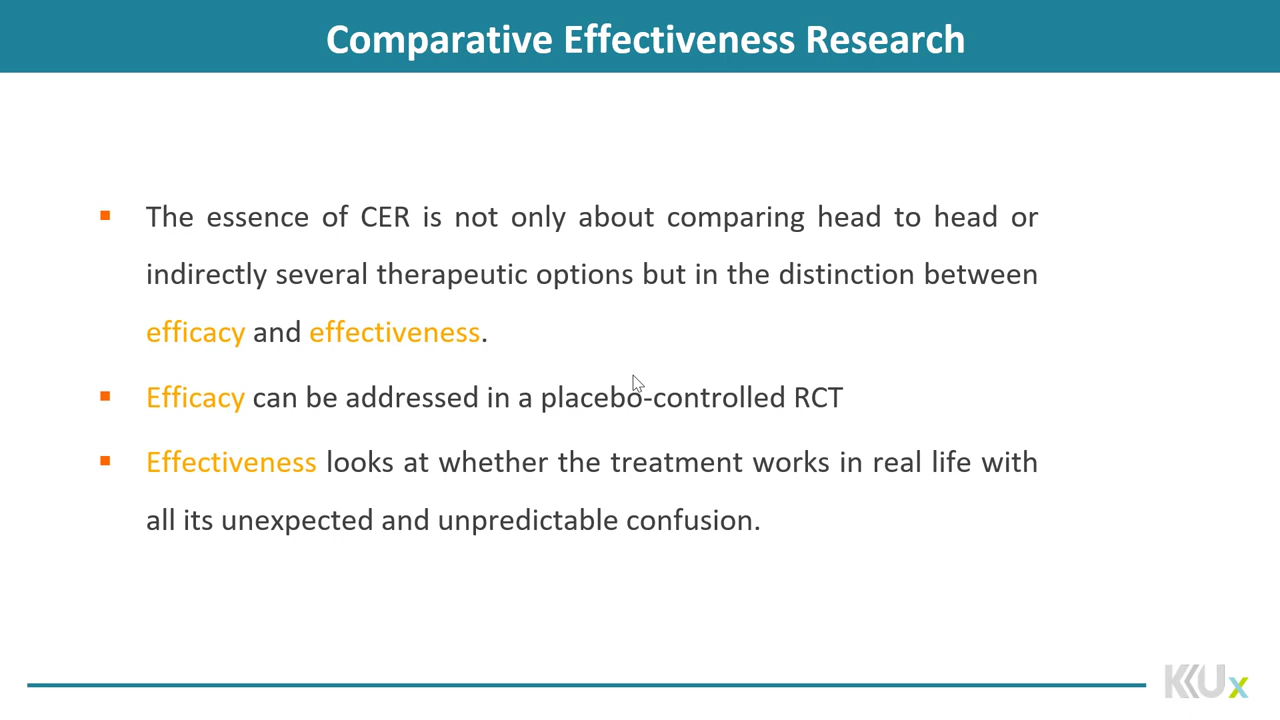 Comparative Effectiveness Research
The essence of CER is not only about comparing head to head or
indirectly several therapeutic options but in the distinction between
efficacy and effectiveness.
Efficacy can be addressed in a placebo-controlled RCT
Effectiveness looks at whether the treatment works in real life with
all its unexpected and unpredictable confusion.
KKUx